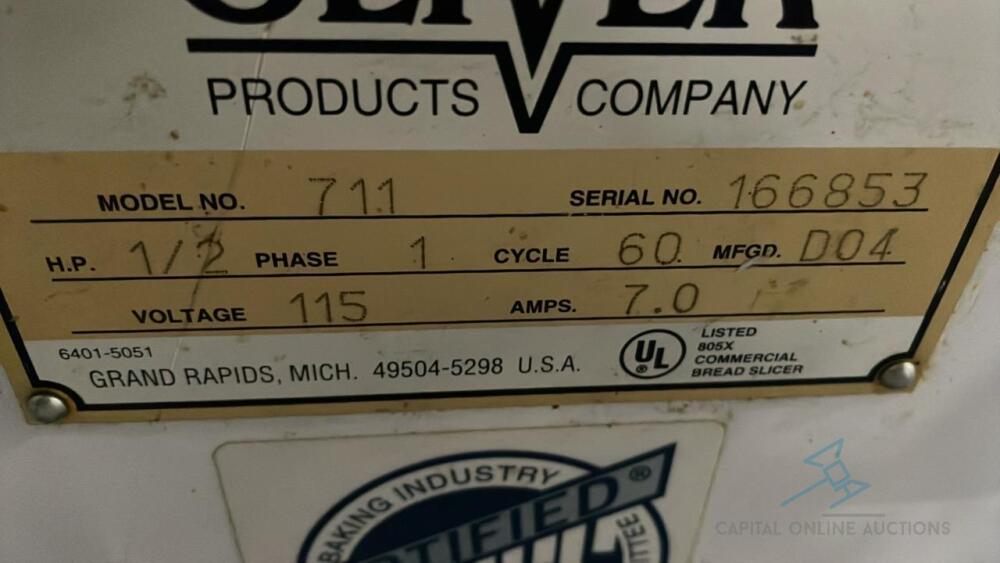 OLIVER
PRODUCTS COMPANY
MODEL NO. 711 SERIAL NO. 166853
H.P. 1/2 PHASE 1 CYCLE 60 MFGD. D04
VOLTAGE 115 AMPS. 7.0
6401-5051
GRAND RAPIDS, MICH. 49504-5298 U.S.A.
UL ®
LISTED
805X
COMMERCIAL
BREAD SLICER
BAKING INDUSTRY
®
CAPITAL ONLINE AUCTIONS